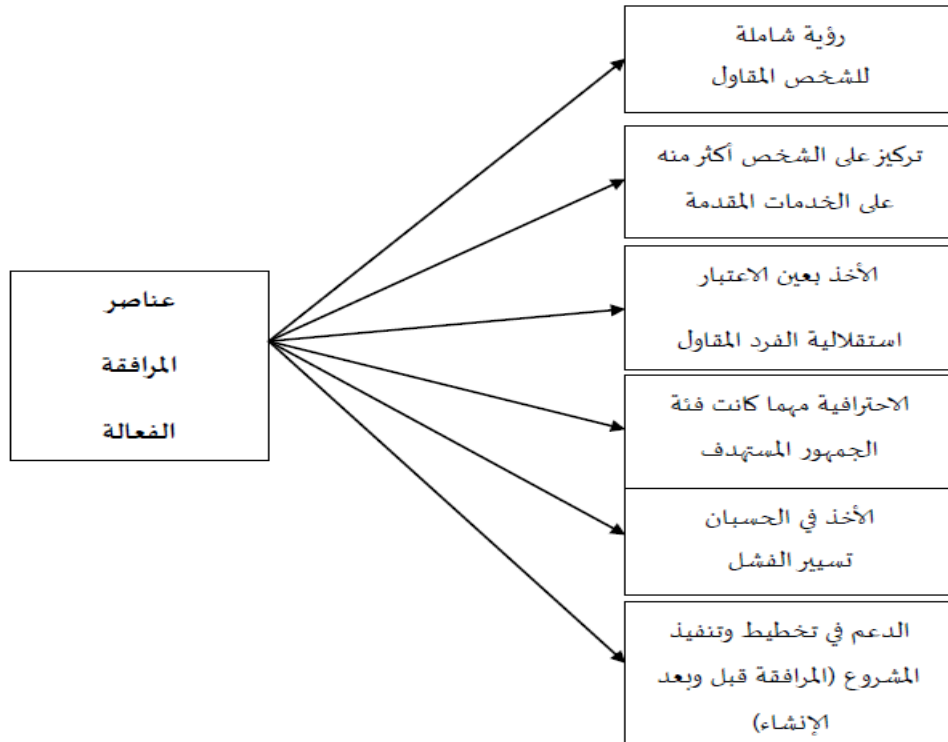 عناصر
المرافقة
الفعالة
رؤية شاملة
للشخص المقاول
تركيز على الشخص أكثر منه
على الخدمات المقدمة
الأخذ بعين الاعتبار
استقلالية الفرد المقاول
الاحترافية مهما كانت فئة
الجمهور المستهدف
الأخذ في الحسبان
تسيير الفشل
الدعم في تخطيط وتنفيذ
المشروع (المرافقة قبل وبعد
الإنشاء)